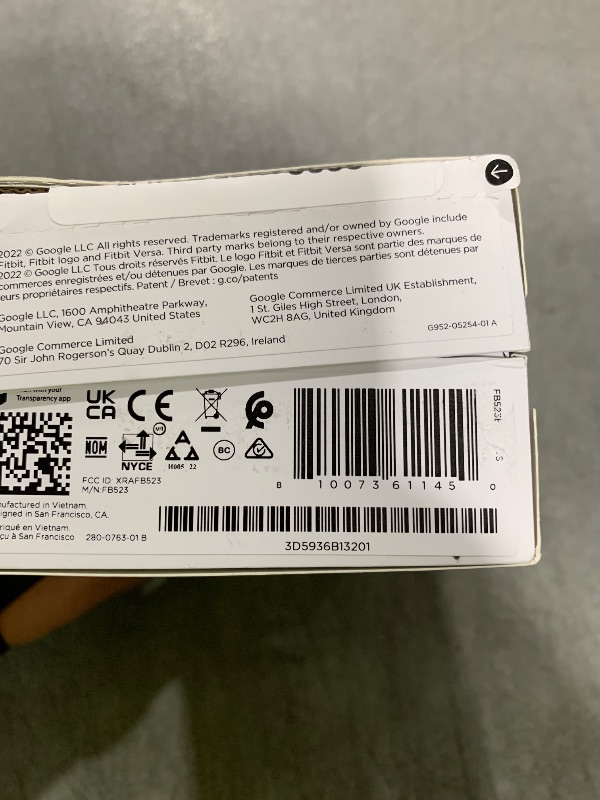 2022 © Google LLC All rights reserved. Trademarks registered and/or owned by Google include
Fitbit, Fitbit logo and Fitbit Versa. Third party marks belong to their respective owners.
2022 © Google LLC Tous droits réservés Fitbit. Le logo Fitbit et Fitbit Versa sont partie des marques de
commerces enregistrées et/ou détenues par Google. Les marques de tierces parties sont détenues par
leurs propriétaires respectifs. Patent / Brevet : g.co/patents
Google LLC, 1600 Amphitheatre Parkway,
Mountain View, CA 94043 United States
Google Commerce Limited UK Establishment,
1 St. Giles High Street, London,
WC2H 8AG, United Kingdom
G952-05254-01 A
Google Commerce Limited
70 Sir John Rogerson's Quay Dublin 2, D02 R296, Ireland
your
Transparency app
UK
CA
CE
NOM
NYCE
10005 22
BC
FCC ID: XRAFB523
M/N:FB523
8 10073 61145 0
Manufactured in Vietnam.
Designed in San Francisco, CA.
Fabriqué en Vietnam.
Conçu à San Francisco
280-0763-01 B
3D5936B13201